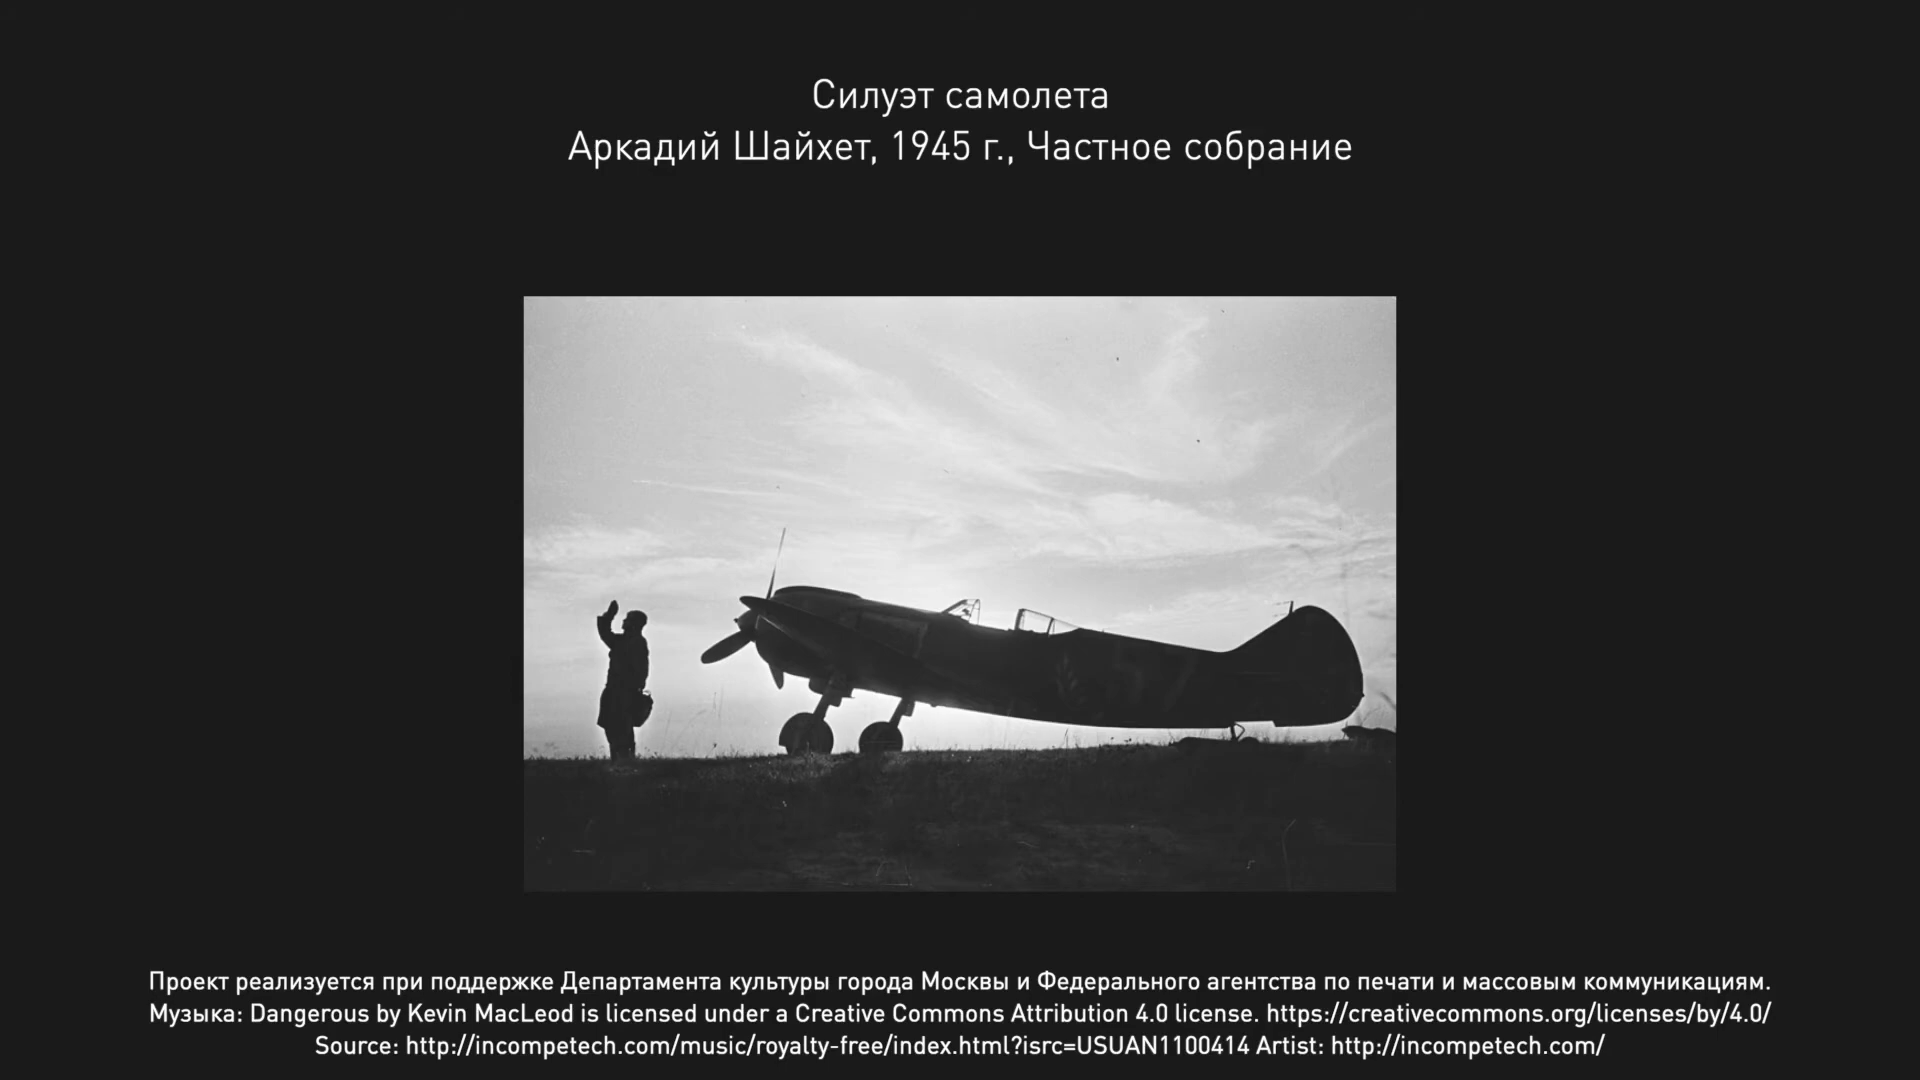 Силуэт самолета
Аркадий Шайхет, 1945 г., Частное собрание
Проект реализуется при поддержке Департамента культуры города Москвы и Федерального агентства по печати и массовым коммуникациям.
Музыка: Dangerous by Kevin MacLeod is licensed under a Creative Commons Attribution 4.0 license. https://creativecommons.org/licenses/by/4.0/
Source: http://incompetech.com/music/royalty-free/index.html?isrc=USUAN1100414 Artist: http://incompetech.com/